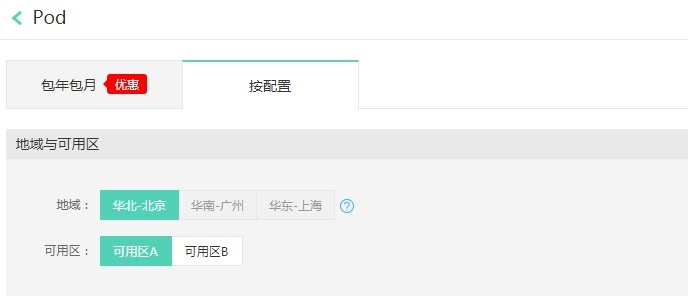 Pod
包年包月 优惠 按配置
地域与可用区
地域： 华北-北京 华南-广州 华东-上海 ?
可用区： 可用区A 可用区B